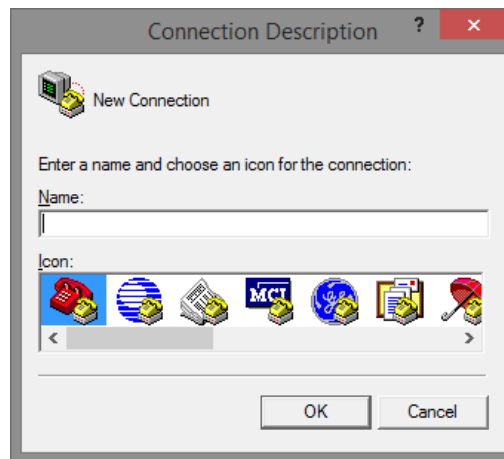 Connection Description
?
New Connection
Enter a name and choose an icon for the connection:
Name:
Icon:
MCI
OK
Cancel